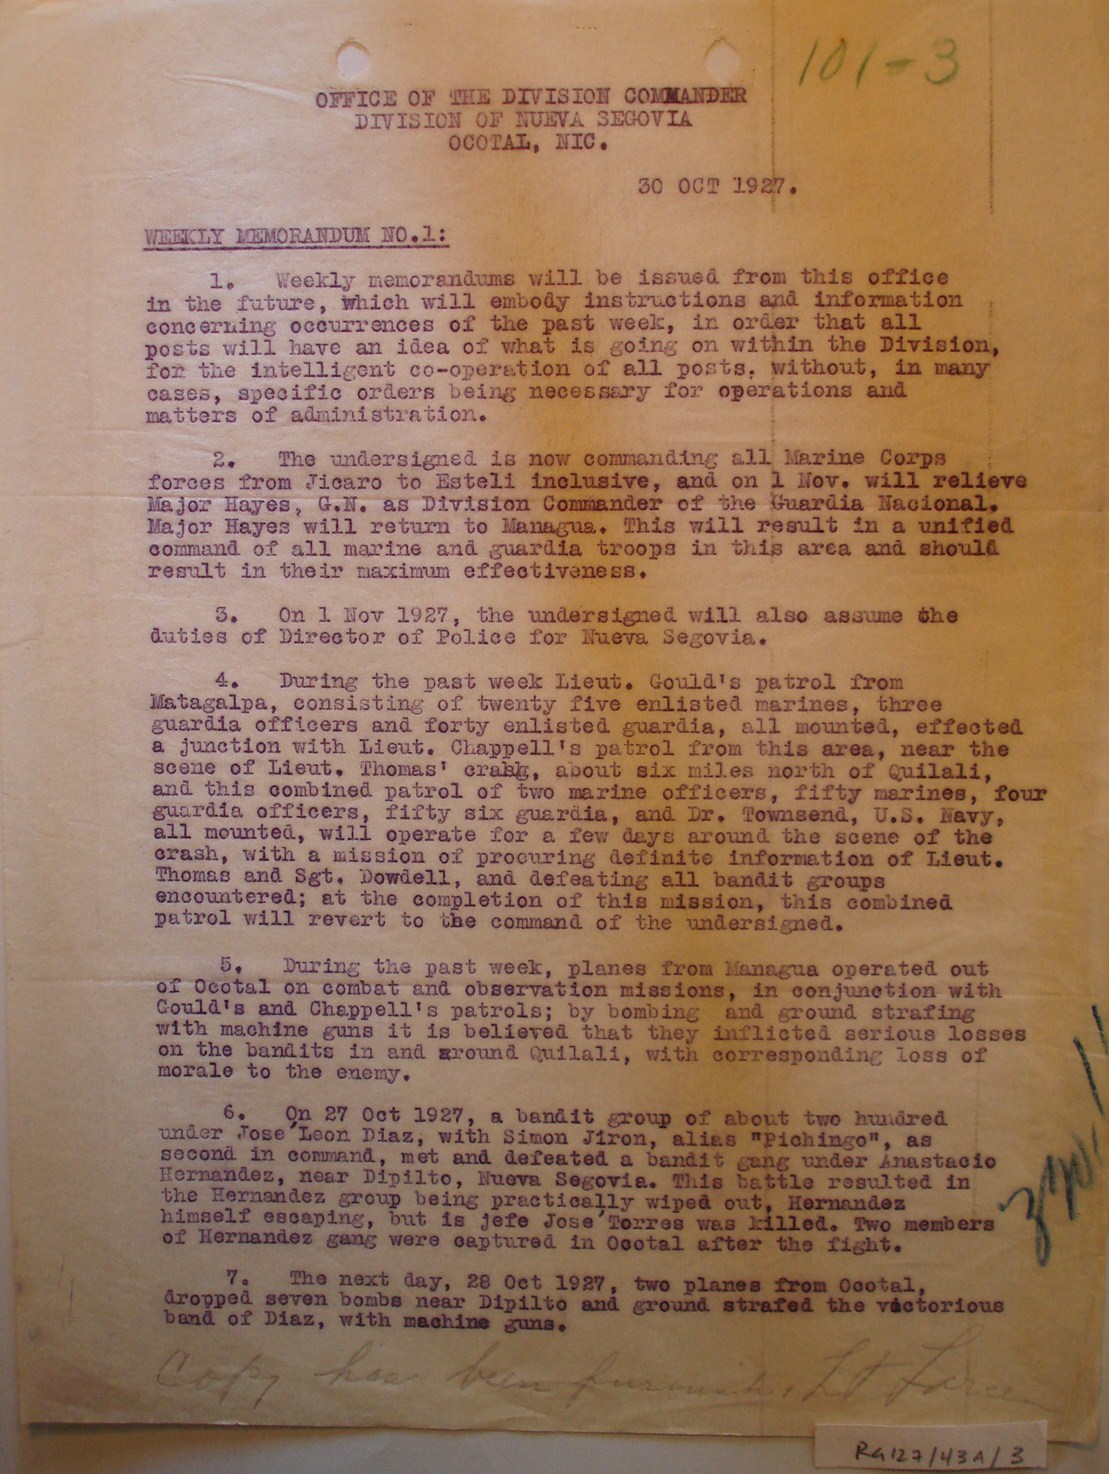 101-3
OFFICE OF THE DIVISION COMMANDER
DIVISION OF NUEVA SEGOVIA
OCOTAL, NIC.
30 OCT 1927.
WEEKLY MEMORANDUM NO.1:
1. Weekly memorandums will be issued from this office
in the future, which will embody instructions and information
concerning occurrences of the past week, in order that all
posts will have an idea of what is going on within the Division,
for the intelligent co-operation of all posts, without, in many
cases, specific orders being necessary for operations and
matters of administration.
2. The undersigned is now commanding all Marine Corps
forces from Jicaro to Esteli inclusive, and on 1 Nov. will relieve
Major Hayes, G.N. as Division Commander of the Guardia Nacional.
Major Hayes will return to Managua. This will result in a unified
command of all marine and guardia troops in this area and should
result in their maximum effectiveness.
3. On 1 Nov 1927, the undersigned will also assume the
duties of Director of Police for Nueva Segovia.
4. During the past week Lieut. Gould's patrol from
Matagalpa, consisting of twenty five enlisted marines, three
guardia officers and forty enlisted guardia, all mounted, effected
a junction with Lieut. Chappell's patrol from this area, near the
scene of Lieut. Thomas' crash, about six miles north of Quilali,
and this combined patrol of two marine officers, fifty marines, four
guardia officers, fifty six guardia, and Dr. Townsend, U.S. Navy,
all mounted, will operate for a few days around the scene of the
crash, with a mission of procuring definite information of Lieut.
Thomas and Sgt. Dowdell, and defeating all bandit groups
encountered; at the completion of this mission, this combined
patrol will revert to the command of the undersigned.
5. During the past week, planes from Managua operated out
of Ocotal on combat and observation missions, in conjunction with
Gould's and Chappell's patrols; by bombing and ground strafing
with machine guns it is believed that they inflicted serious losses
on the bandits in and around Quilali, with corresponding loss of
morale to the enemy.
6. On 27 Oct 1927, a bandit group of about two hundred
under Jose' Leon Diaz, with Simon Jiron, alias "Pichingo", as
second in command, met and defeated a bandit gang under Anastacio
Hernandez, near Dipilto, Nueva Segovia. This battle resulted in
the Hernandez group being practically wiped out, Hernandez
himself escaping, but is jefe Jose' Torres was killed. Two members
of Hernandez gang were captured in Ocotal after the fight.
7. The next day, 28 Oct 1927, two planes from Ocotal,
dropped seven bombs near Dipilto and ground strafed the victorious
band of Diaz, with machine guns.
Copy has been furnish. Lt
RG127/43A/3